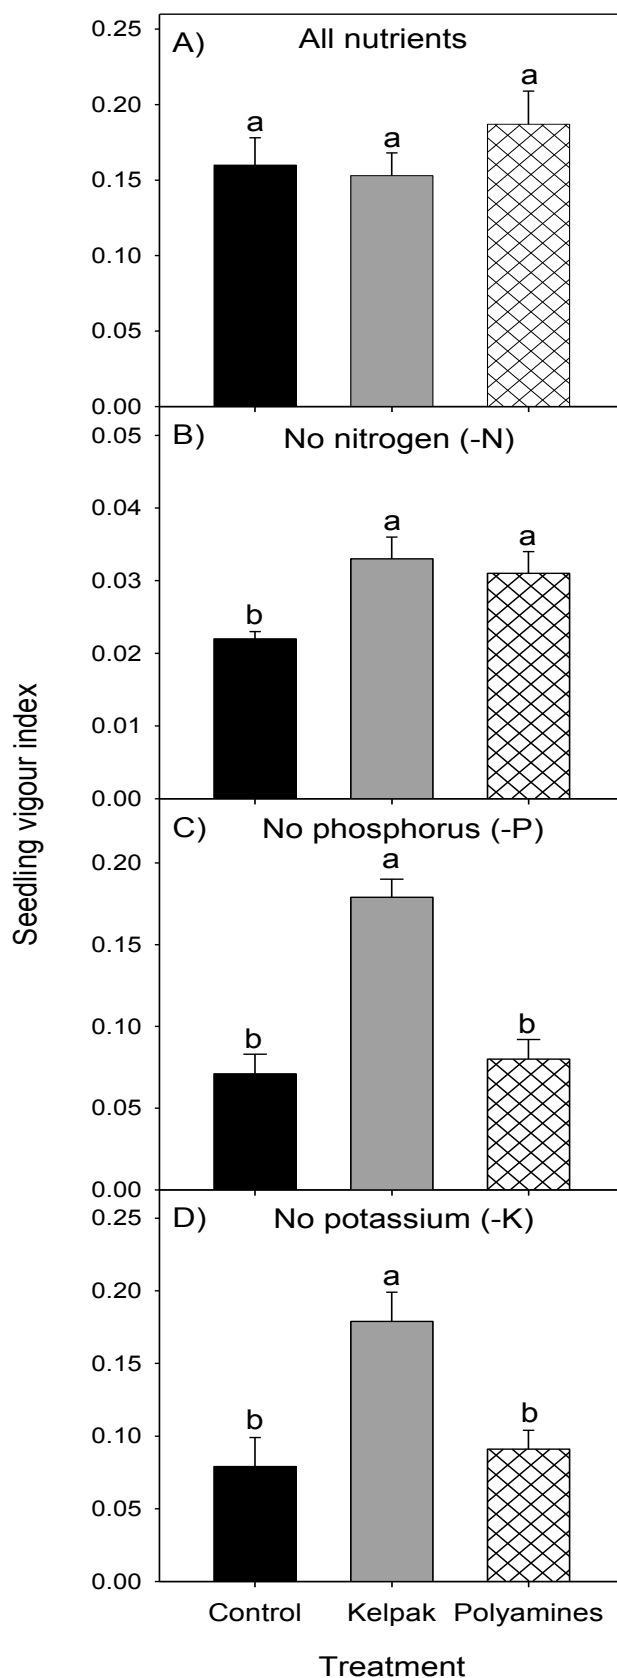 A) All nutrients
0.25
0.20
0.15
0.10
0.05
0.00
a a a
B) No nitrogen (-N)
0.05
0.04
0.03
0.02
0.01
0.00
b a a
C) No phosphorus (-P)
0.20
0.15
0.10
0.05
0.00
b a b
D) No potassium (-K)
0.25
0.20
0.15
0.10
0.05
0.00
b a b
Seedling vigour index
Control Kelpak Polyamines
Treatment